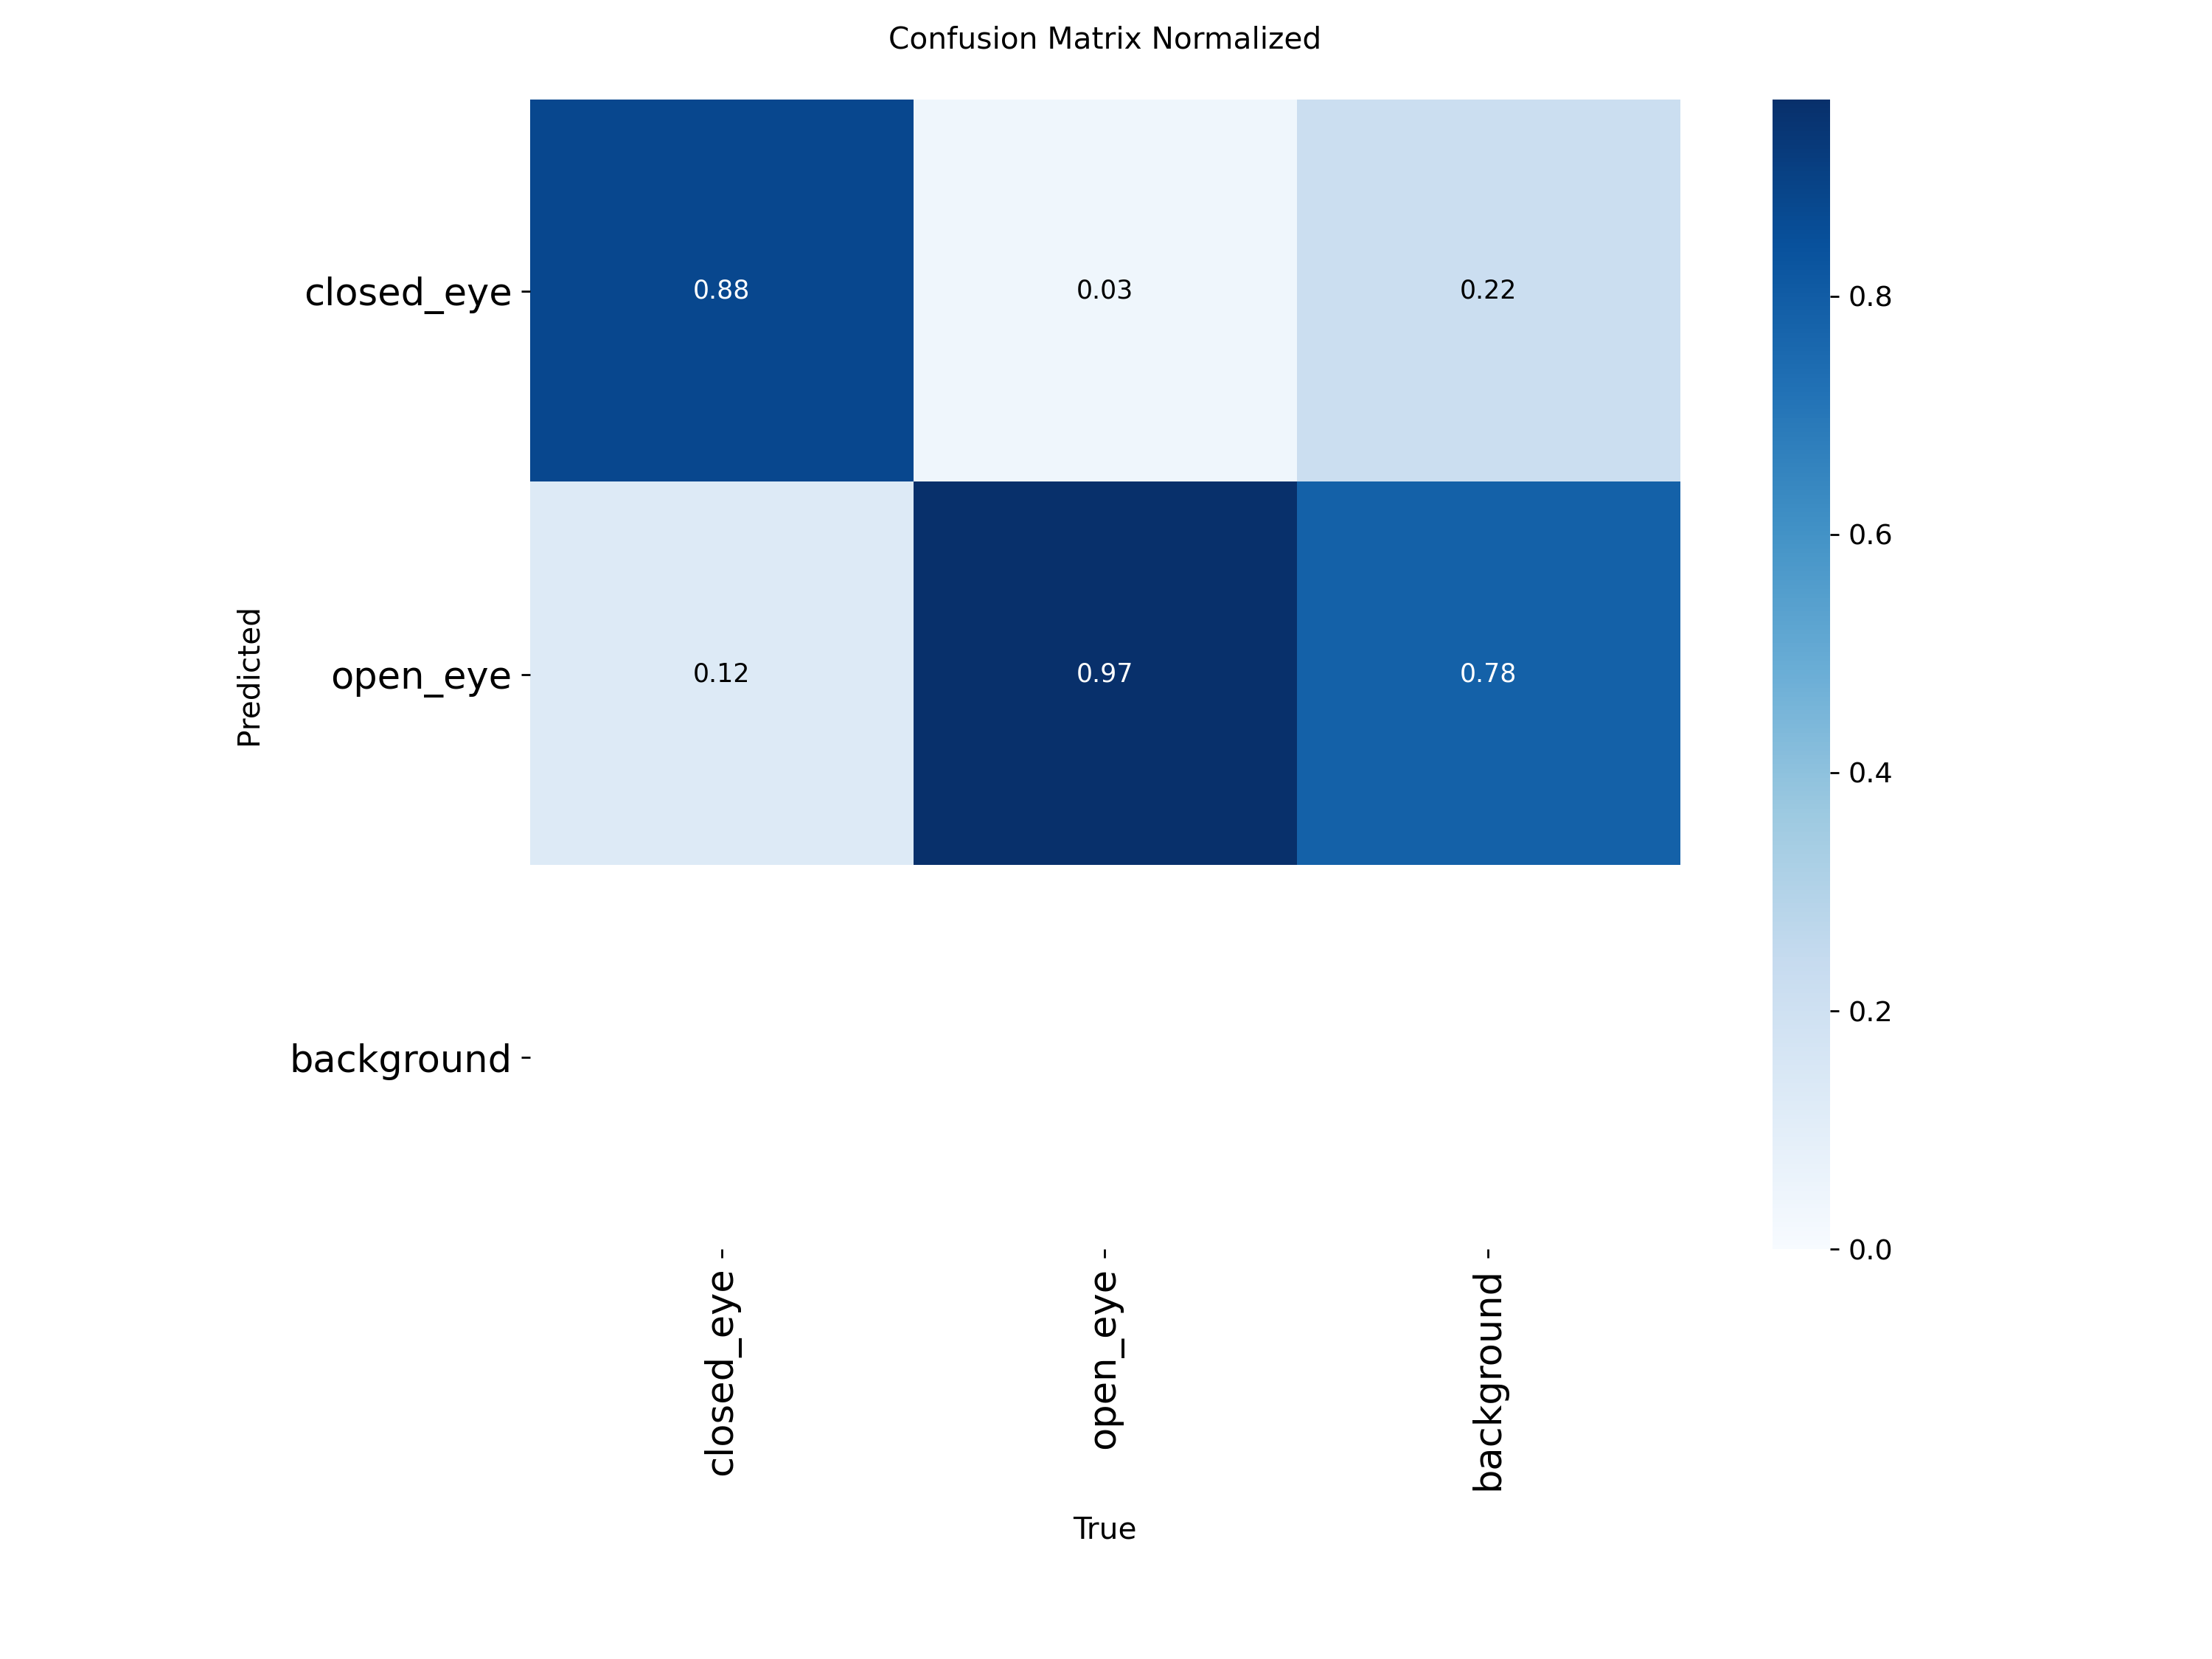 Confusion Matrix Normalized
closed_eye
0.88
0.03
0.22
0.8
0.6
Predicted
open_eye
0.12
0.97
0.78
0.4
background
0.2
0.0
closed_eye
open_eye
background
True